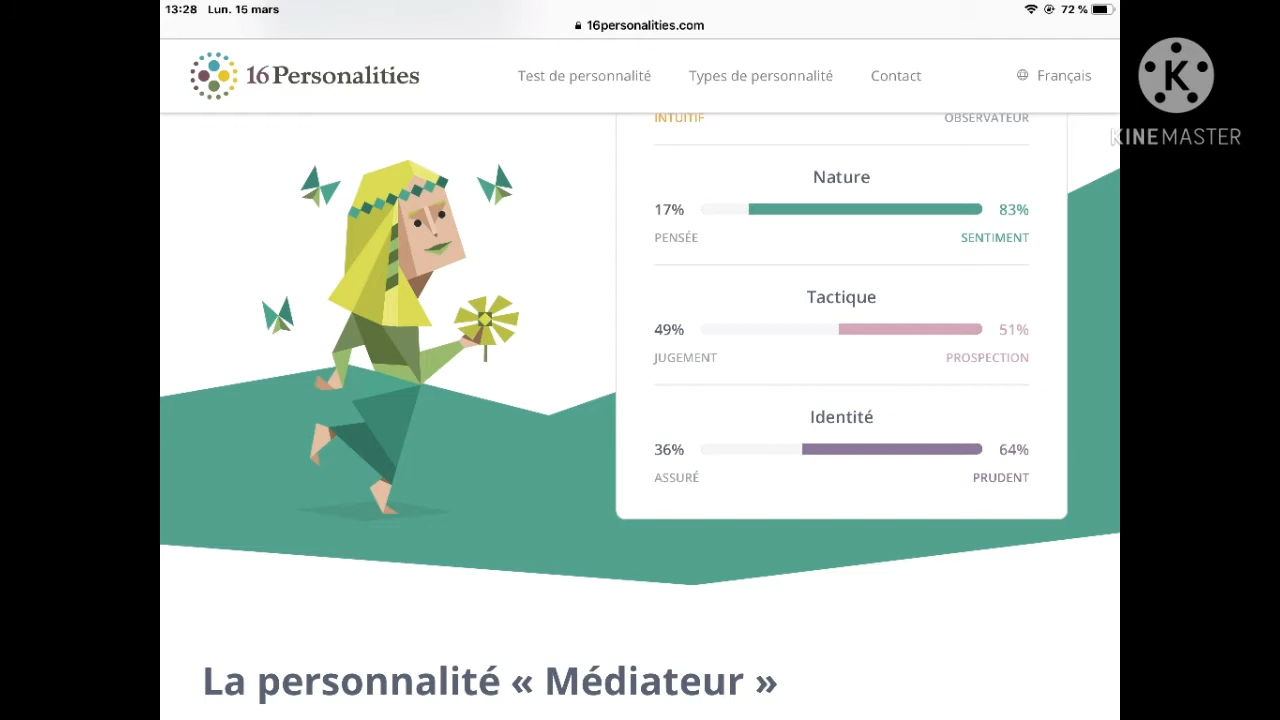 13:28 Lun. 15 mars
72 %
16personalities.com
16Personalities
Test de personnalité
Types de personnalité
Contact
Français
KINEMASTER
INTUITIF
OBSERVATEUR
Nature
17%
83%
PENSÉE
SENTIMENT
Tactique
49%
51%
JUGEMENT
PROSPECTION
Identité
36%
64%
ASSURÉ
PRUDENT
La personnalité « Médiateur »